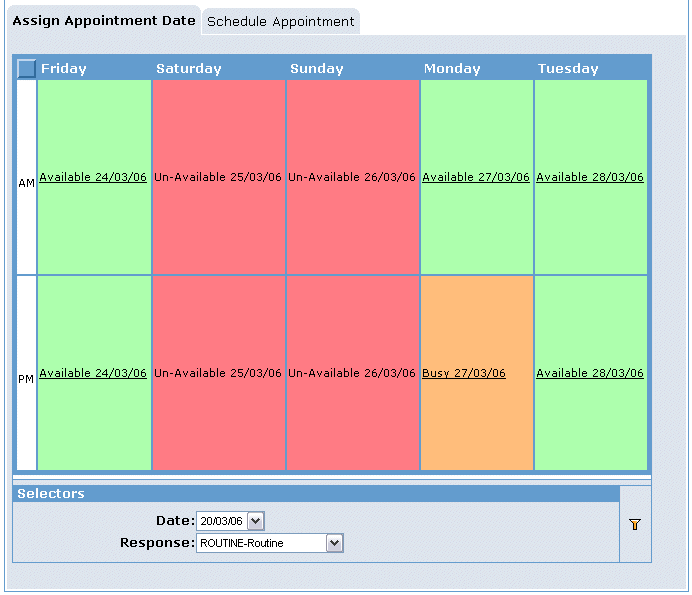 Assign Appointment Date Schedule Appointment
Friday Saturday Sunday Monday Tuesday
AM Available 24/03/06 Un-Available 25/03/06 Un-Available 26/03/06 Available 27/03/06 Available 28/03/06
PM Available 24/03/06 Un-Available 25/03/06 Un-Available 26/03/06 Busy 27/03/06 Available 28/03/06
Selectors
Date: 20/03/06
Response: ROUTINE-Routine